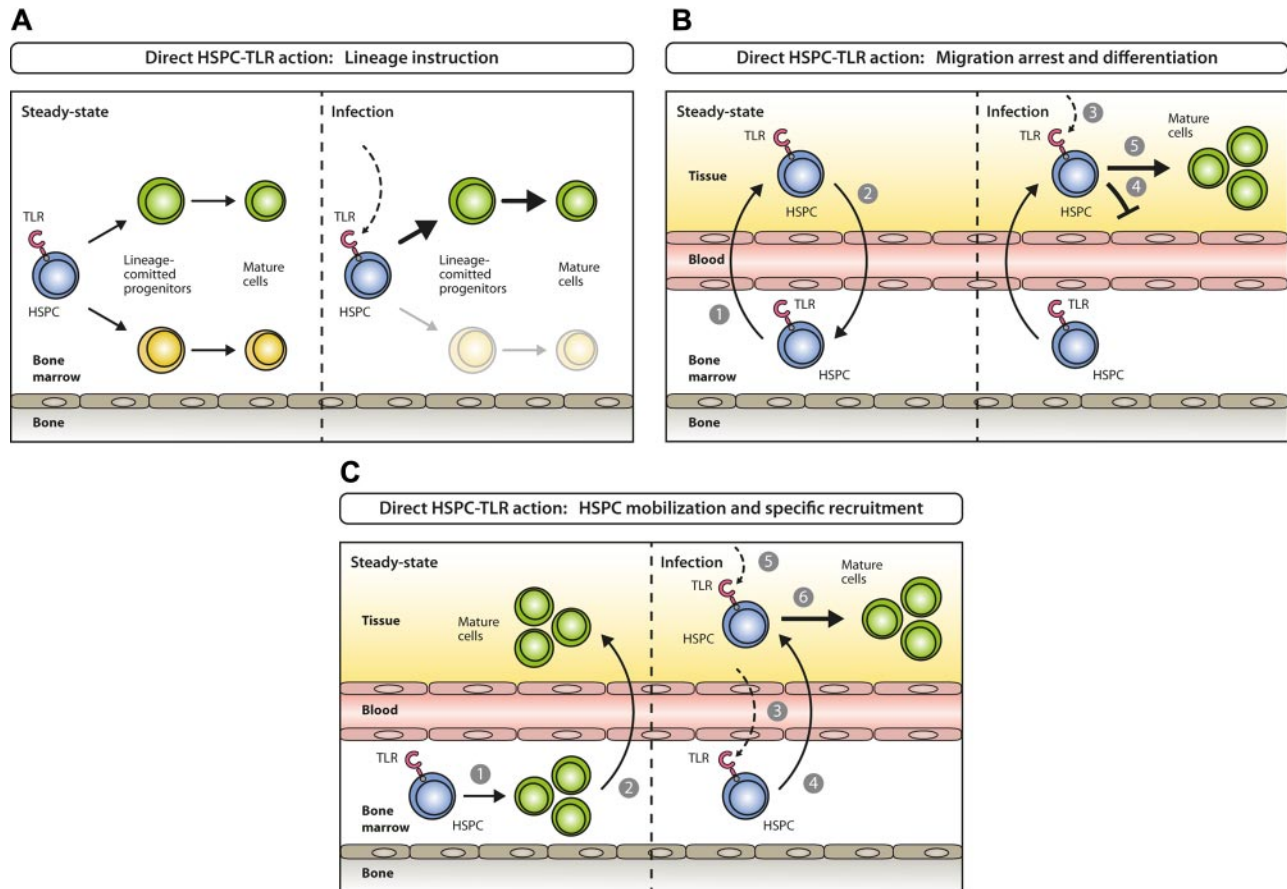 A
Direct HSPC-TLR action: Lineage instruction
Steady-state
Infection
TLR
TLR
Lineage-
comitted
progenitors
Mature
cells
Lineage-
comitted
progenitors
Mature
cells
HSPC
HSPC
Bone
marrow
Bone
B
Direct HSPC-TLR action: Migration arrest and differentiation
Steady-state
Infection
3
TLR
TLR
Mature
cells
5
Tissue
2
4
HSPC
HSPC
Blood
1
TLR
TLR
Bone
marrow
HSPC
HSPC
Bone
C
Direct HSPC-TLR action: HSPC mobilization and specific recruitment
Steady-state
Infection
5
TLR
Mature
cells
6
Tissue
Mature
cells
HSPC
Blood
3
TLR
TLR
1
2
4
Bone
marrow
HSPC
HSPC
Bone